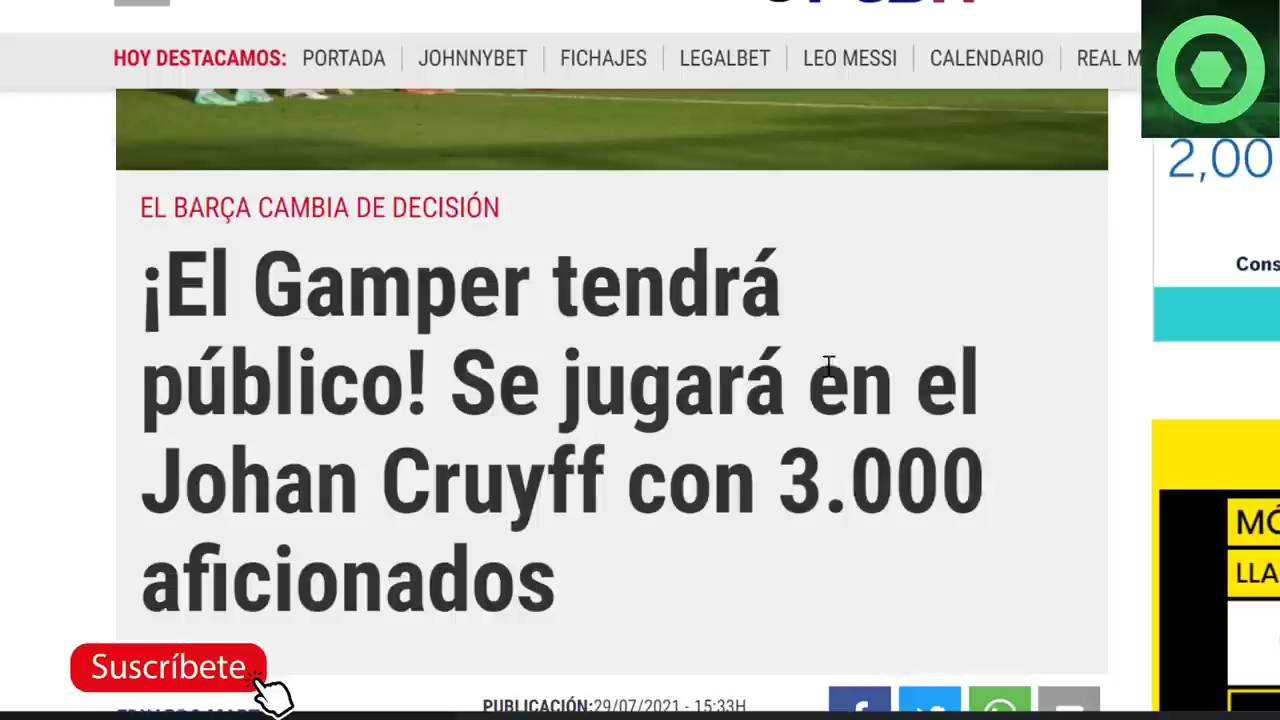 HOY DESTACAMOS: PORTADA JOHNNYBET FICHAJES LEGALBET LEO MESSI CALENDARIO REAL M
2,00
EL BARÇA CAMBIA DE DECISIÓN
Cons
¡El Gamper tendrá
público! Se jugará en el
Johan Cruyff con 3.000
aficionados
MÓ
LLA
Suscríbete
PUBLICACIÓN:29/07/2021 - 15:33H